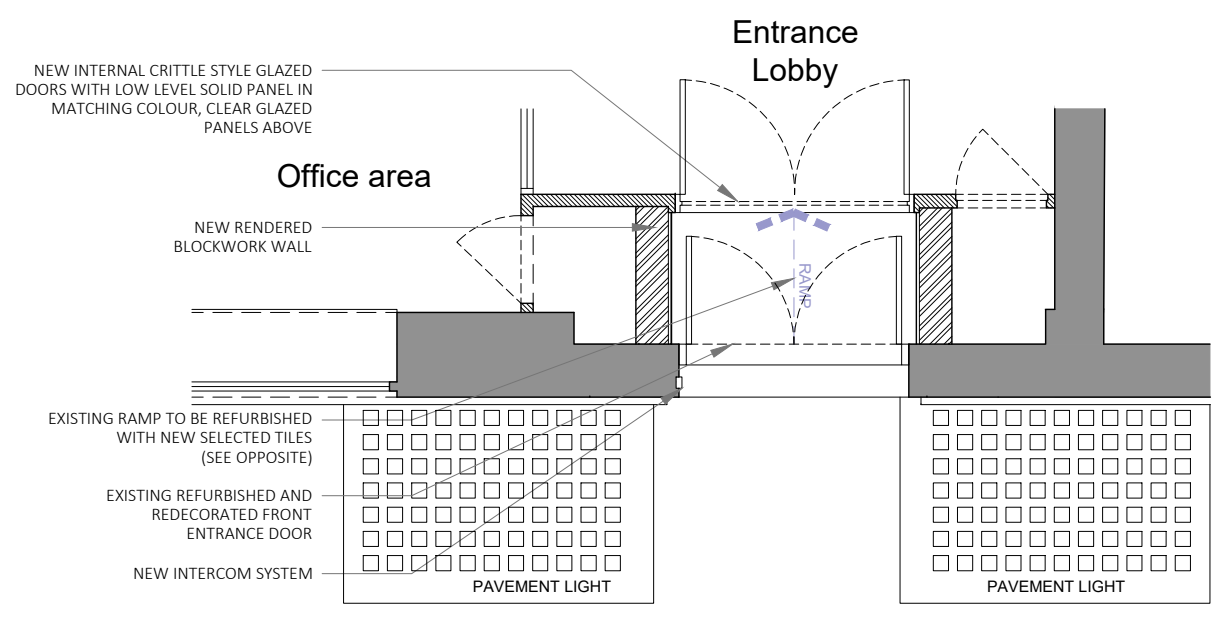 Entrance
Lobby
NEW INTERNAL CRITTLE STYLE GLAZED
DOORS WITH LOW LEVEL SOLID PANEL IN
MATCHING COLOUR, CLEAR GLAZED
PANELS ABOVE
Office area
NEW RENDERED
BLOCKWORK WALL
RAMP
EXISTING RAMP TO BE REFURBISHED
WITH NEW SELECTED TILES
(SEE OPPOSITE)
EXISTING REFURBISHED AND
REDECORATED FRONT
ENTRANCE DOOR
NEW INTERCOM SYSTEM
PAVEMENT LIGHT
PAVEMENT LIGHT